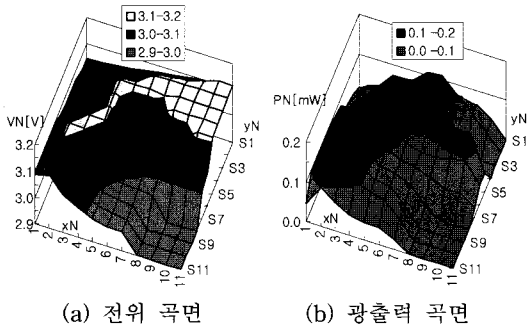 3.1-3.2
3.0-3.1
2.9-3.0
VN[V]
3.2
3.1
3.0
2.9
xN
1 2 3 4 5 6 7 8 9 10 11
yN
S1
S3
S5
S7
S9
S11
(a) 전위 곡면
0.1-0.2
0.0-0.1
PN[mW]
0.2
0.1
0.0
xN
1 2 3 4 5 6 7 8 9 10 11
yN
S1
S3
S5
S7
S9
S11
(b) 광출력 곡면